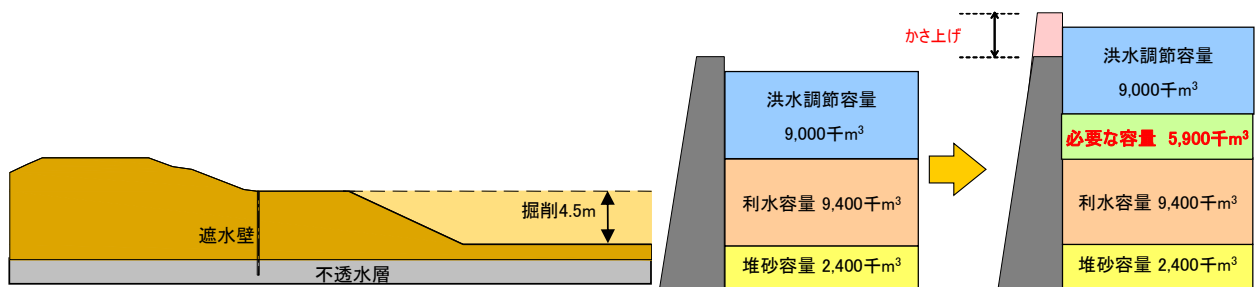 遮水壁
掘削4.5m
不透水層
洪水調節容量
9,000千m³
利水容量 9,400千m³
堆砂容量 2,400千m³
かさ上げ
洪水調節容量
9,000千m³
必要な容量 5,900千m³
利水容量 9,400千m³
堆砂容量 2,400千m³